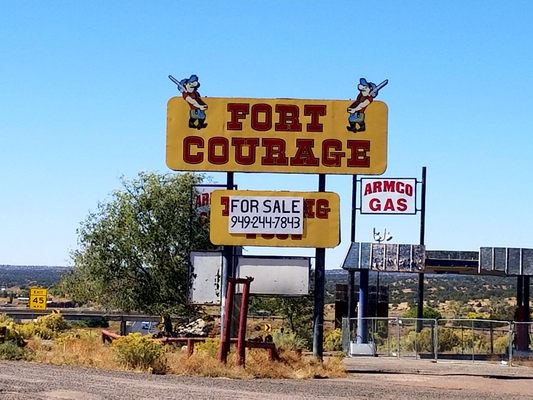 FORT
COURAGE
FOR SALE
949-244-7843
ARMCO
GAS
45